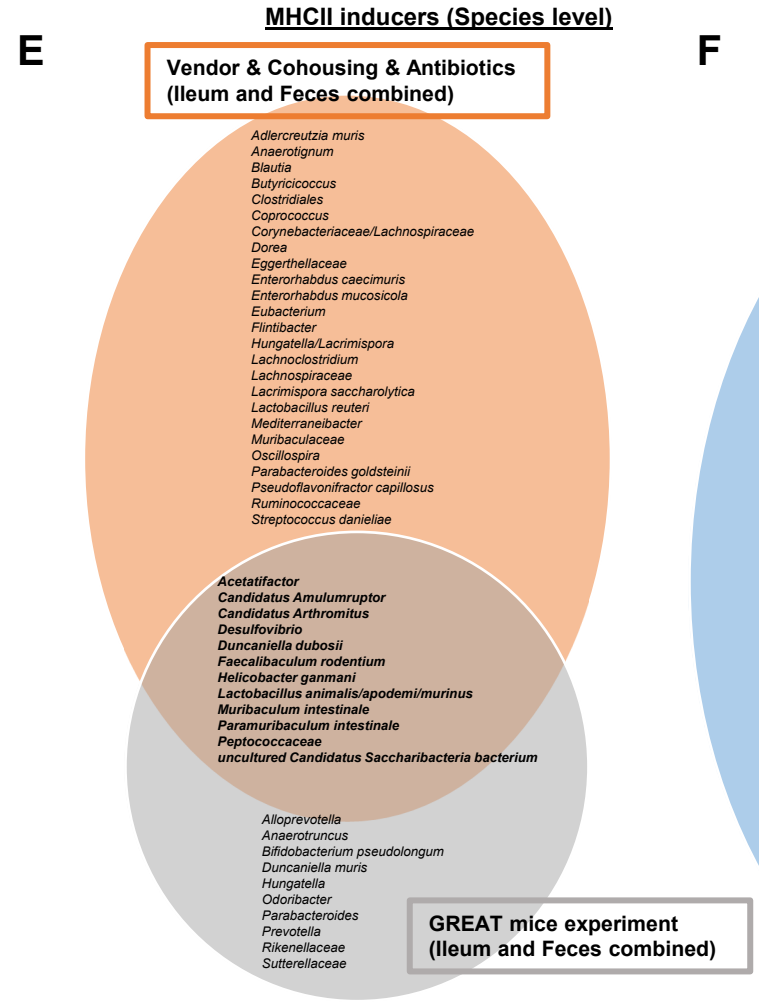 MHCII inducers (Species level)
E
F
Vendor & Cohousing & Antibiotics
(Ileum and Feces combined)
Adlercreutzia muris
Anaerotignum
Blautia
Butyricicoccus
Clostridiales
Coprococcus
Corynebacteriaceae/Lachnospiraceae
Dorea
Eggerthellaceae
Enterorhabdus caecimuris
Enterorhabdus mucosicola
Eubacterium
Flintibacter
Hungatella/Lacrimispora
Lachnoclostridium
Lachnospiraceae
Lacrimispora saccharolytica
Lactobacillus reuteri
Mediterraneibacter
Muribaculaceae
Oscillospira
Parabacteroides goldsteinii
Pseudoflavonifractor capillosus
Ruminococcaceae
Streptococcus danieliae
Acetatifactor
Candidatus Amulumruptor
Candidatus Arthromitus
Desulfovibrio
Duncaniella dubosii
Faecalibaculum rodentium
Helicobacter ganmani
Lactobacillus animalis/apodemi/murinus
Muribaculum intestinale
Paramuribaculum intestinale
Peptococcaceae
uncultured Candidatus Saccharibacteria bacterium
Alloprevotella
Anaerotruncus
Bifidobacterium pseudolongum
Duncaniella muris
Hungatella
Odoribacter
Parabacteroides
Prevotella
Rikenellaceae
Sutterellaceae
GREAT mice experiment
(Ileum and Feces combined)